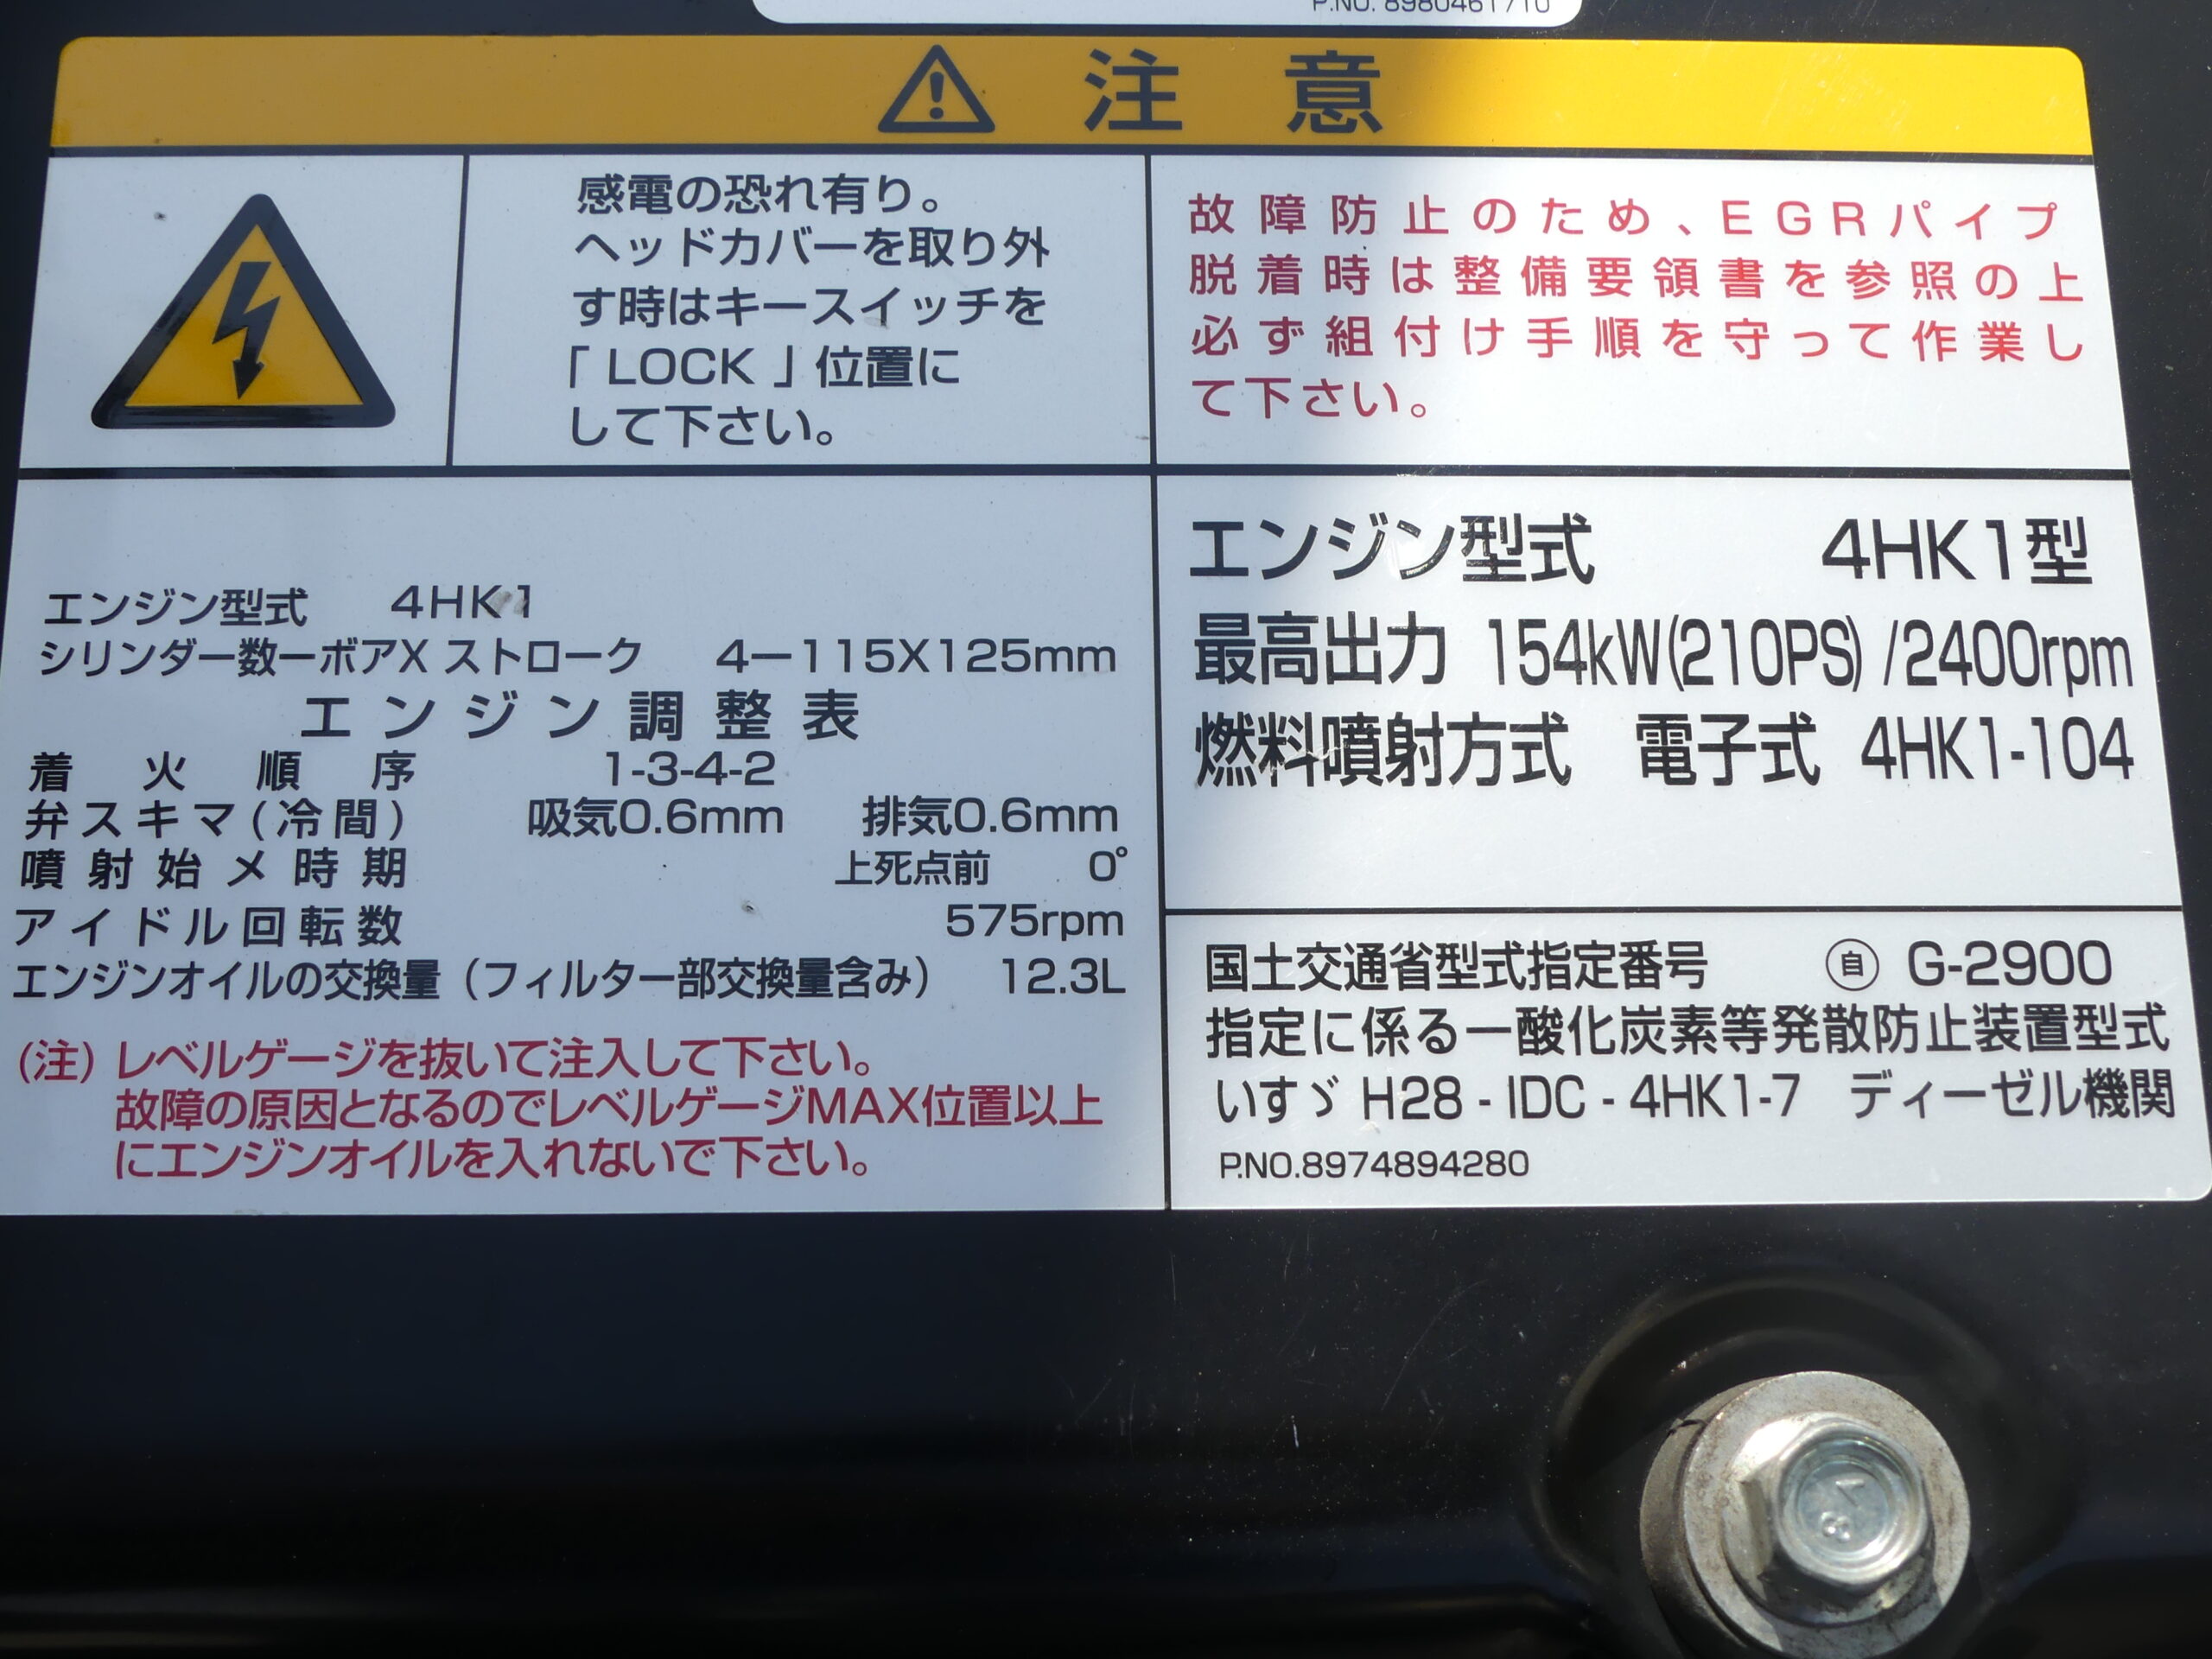 P.NO. 8980461710
注意
感電の恐れ有り。
ヘッドカバーを取り外
す時はキースイッチを
「LOCK」位置に
して下さい。
故障防止のため、EGRパイプ
脱着時は整備要領書を参照の上
必ず組付け手順を守って作業し
て下さい。
エンジン型式 4HK1
シリンダー数ーボアX ストローク 4ー115X125mm
エンジン調整表
着火順序 1-3-4-2
弁スキマ(冷間) 吸気0.6mm 排気0.6mm
噴射始メ時期 上死点前 0°
アイドル回転数 575rpm
エンジンオイルの交換量（フィルター部交換量含み） 12.3L
(注) レベルゲージを抜いて注入して下さい。
故障の原因となるのでレベルゲージMAX位置以上
にエンジンオイルを入れないで下さい。
エンジン型式 4HK1型
最高出力 154kW(210PS)/2400rpm
燃料噴射方式 電子式 4HK1-104
国土交通省型式指定番号 ㊀自 G-2900
指定に係る一酸化炭素等発散防止装置型式
いすゞ H28-IDC-4HK1-7 ディーゼル機関
P.NO.8974894280
8